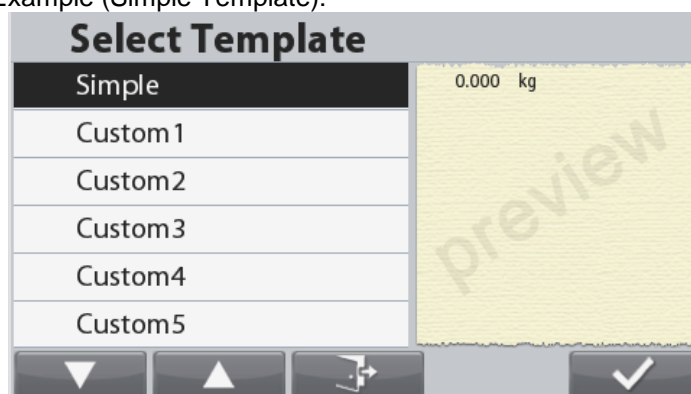 Example (Simple Template):
Select Template
Simple
0.000 kg
Custom1
Custom2
Custom3
Custom4
Custom5
preview